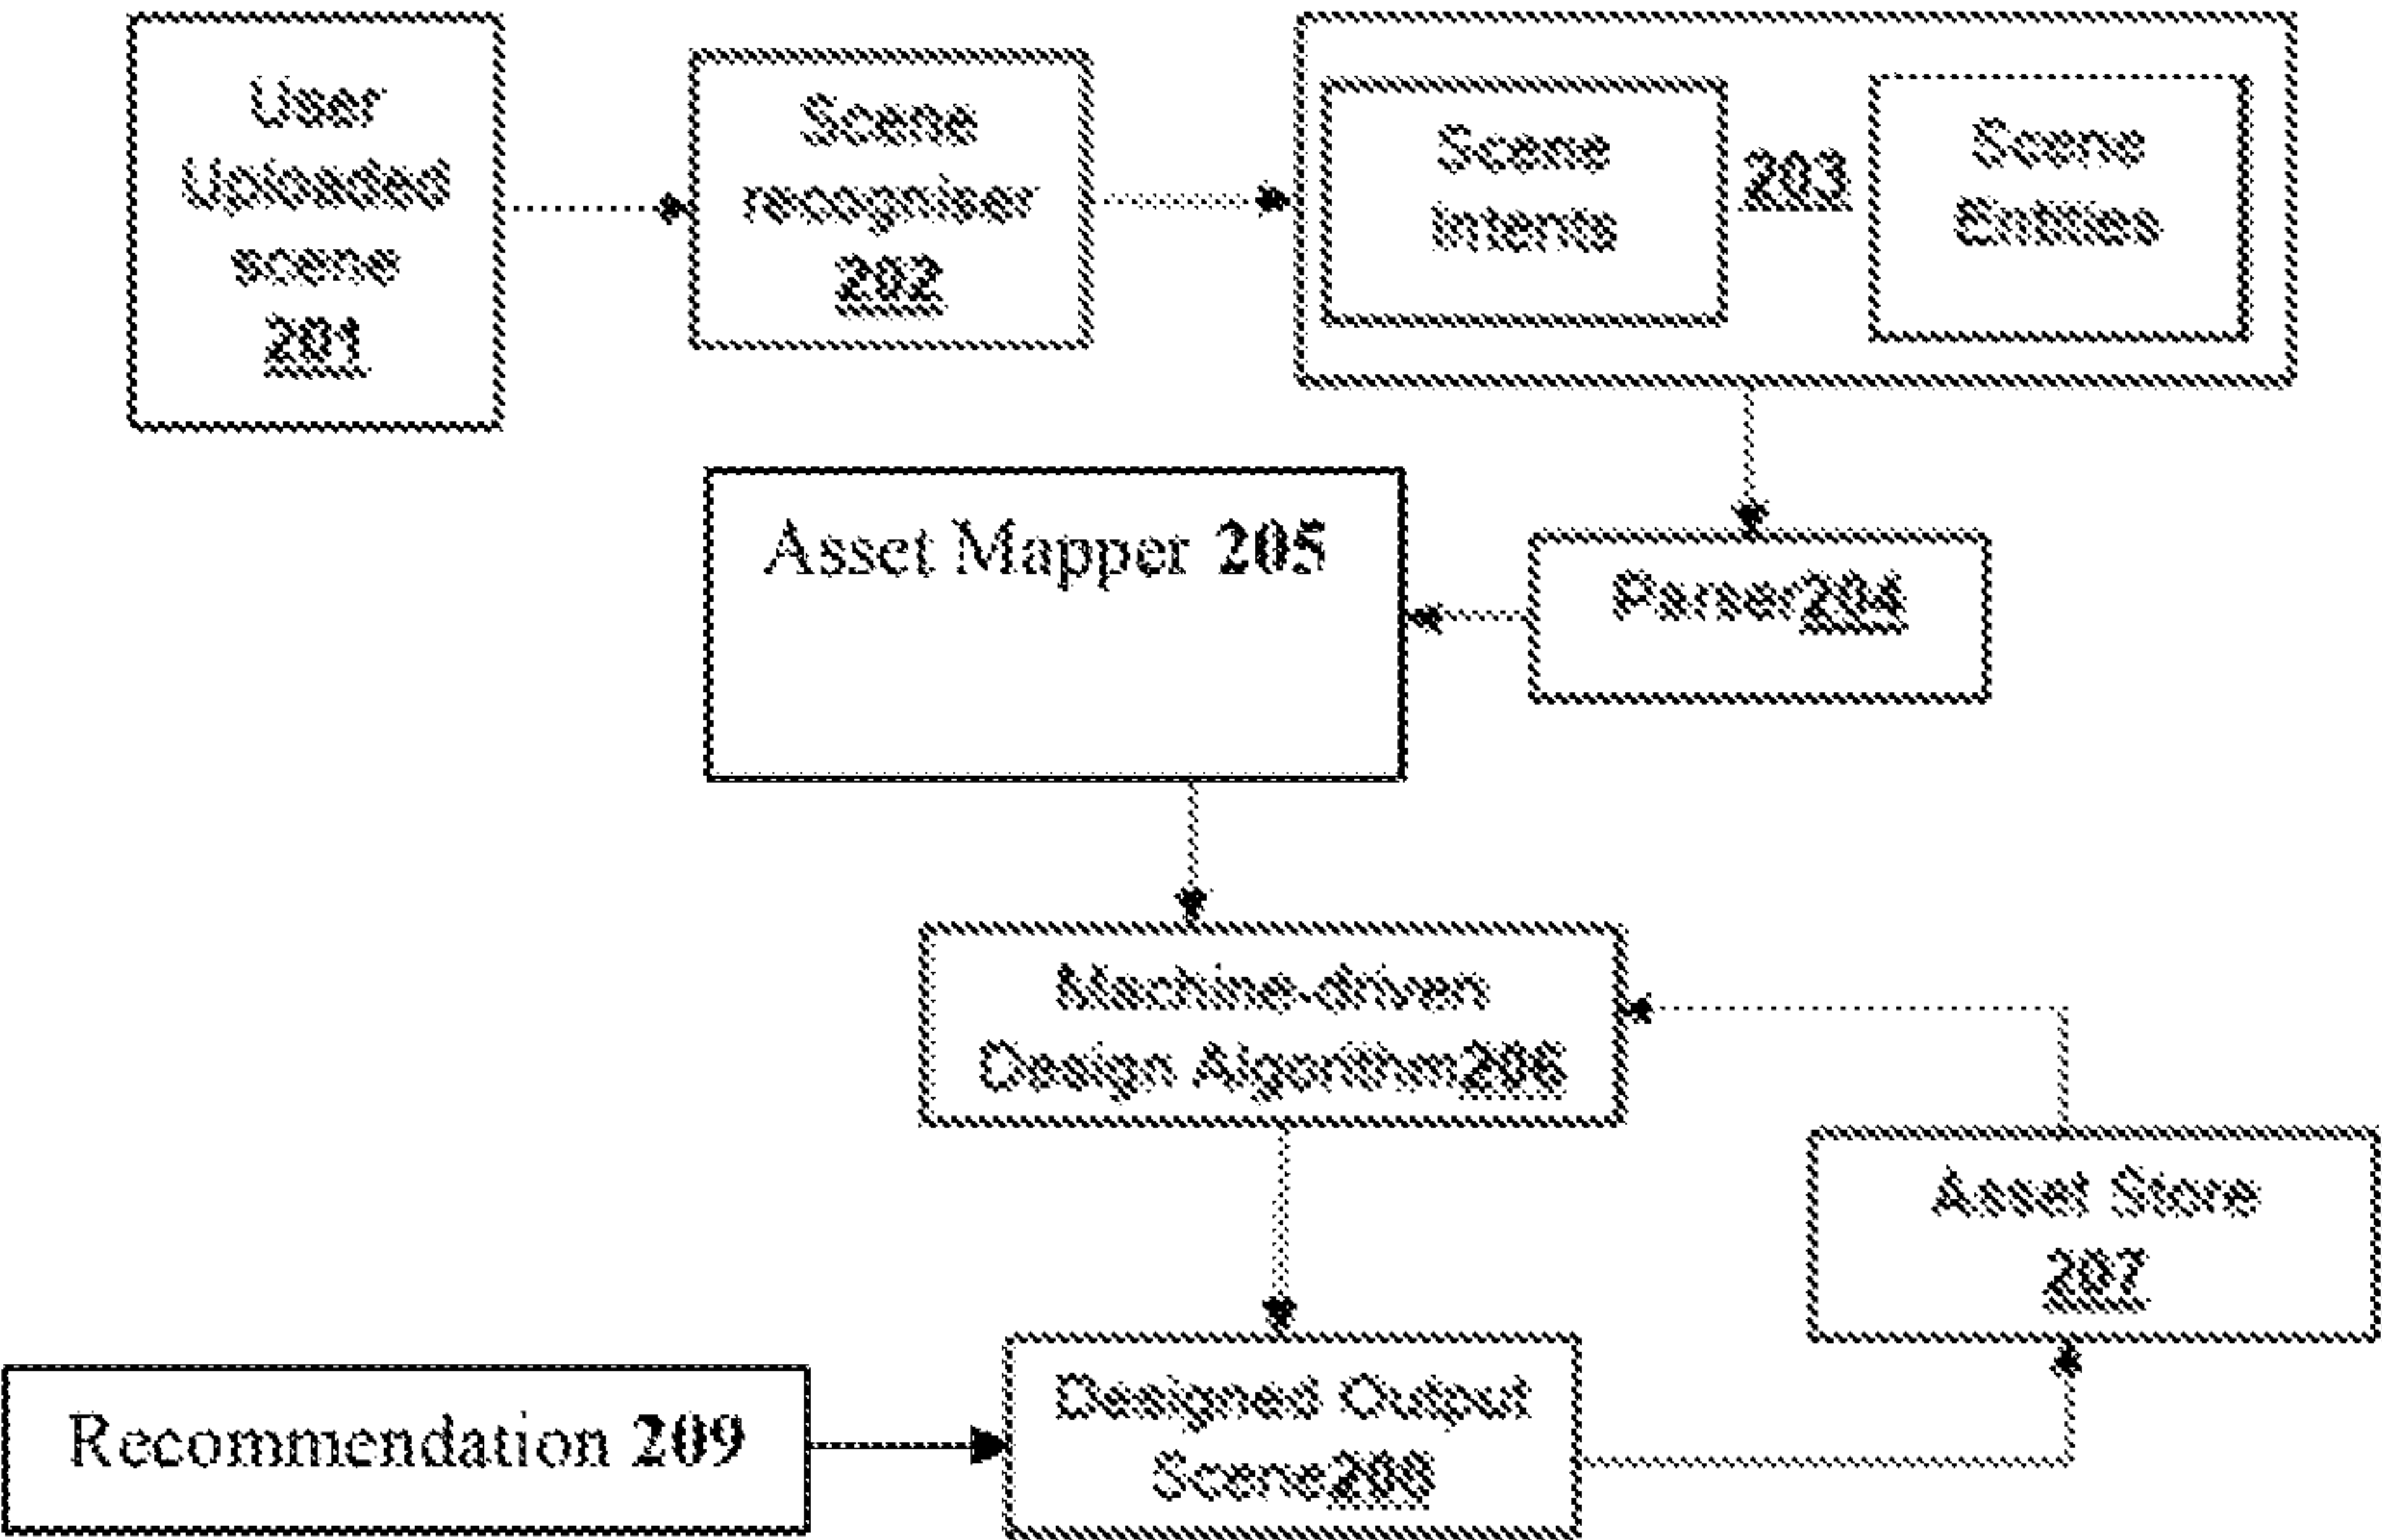 User
Uploaded
scene
201
Scene
recogniser
202
Scene
Intents
203
Scene
Entities
Asset Mapper 205
Parser204
Machine-driven
Design Algorithm206
Asset Store
207
Recommendation 209
Designed Output
Scene208